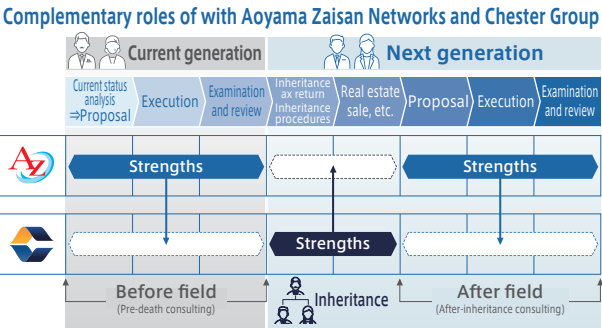 Complementary roles of with Aoyama Zaisan Networks and Chester Group
Current generation
Next generation
Current status
analysis
⇒Proposal
Execution
Examination
and review
Inheritance
ax return
Inheritance
procedures
Real estate
sale, etc.
Proposal
Execution
Examination
and review
AZ
Strengths
Strengths
Strengths
Before field
(Pre-death consulting)
Inheritance
After field
(After-inheritance consulting)